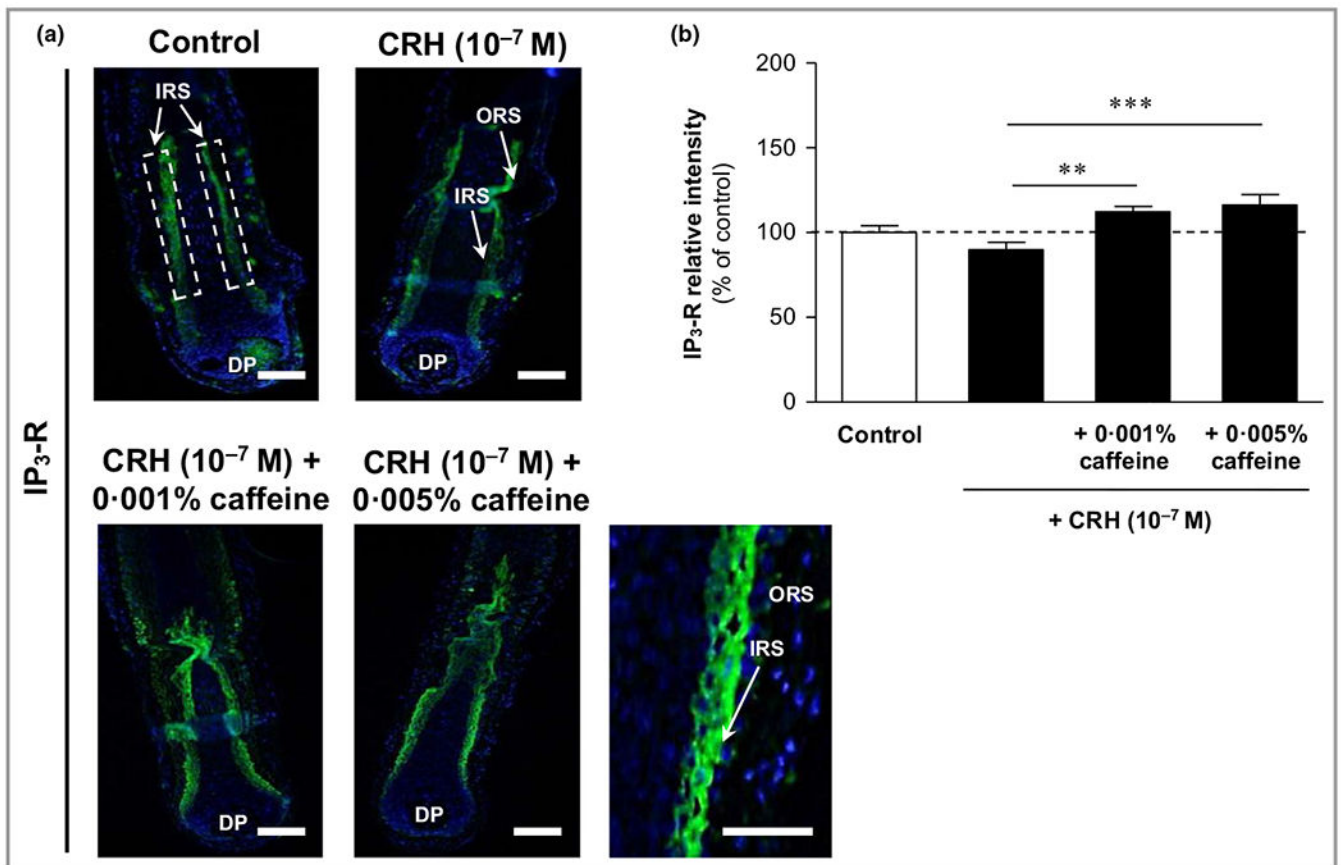 (a)
Control
CRH (10⁻⁷ M)
IRS
ORS
IRS
DP
DP
IP₃-R
CRH (10⁻⁷ M) +
0·001% caffeine
CRH (10⁻⁷ M) +
0·005% caffeine
DP
DP
ORS
IRS
(b)
IP₃-R relative intensity
(% of control)
200
150
100
50
0
***
**
Control
+ 0·001%
caffeine
+ 0·005%
caffeine
+ CRH (10⁻⁷ M)